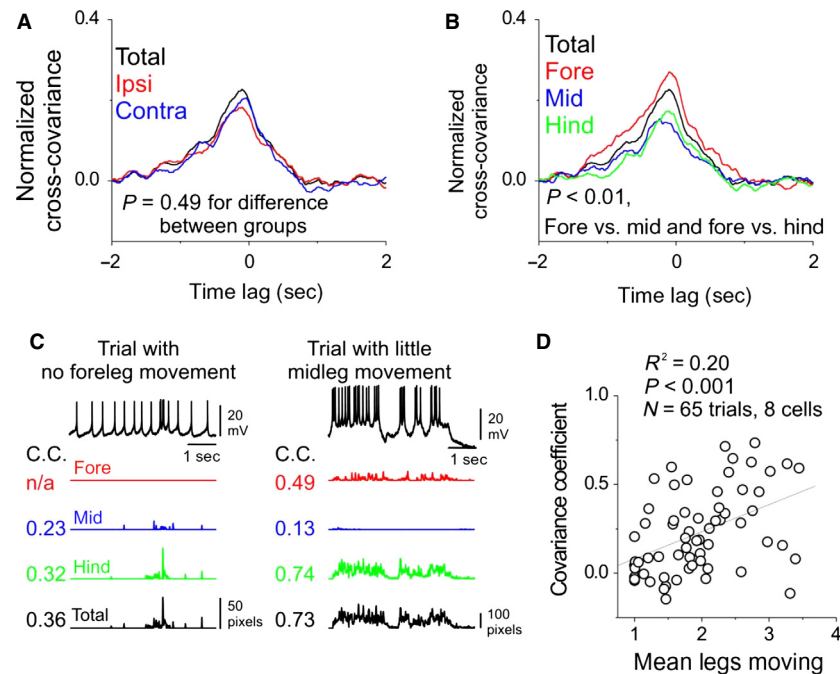 A
0.4
Normalized
cross-covariance
0.0
Total
Ipsi
Contra
P = 0.49 for difference
between groups
−2
0
2
Time lag (sec)
B
0.4
Normalized
cross-covariance
0.0
Total
Fore
Mid
Hind
P < 0.01,
Fore vs. mid and fore vs. hind
−2
0
2
Time lag (sec)
C
Trial with
no foreleg movement
20
mV
1 sec
C.C.
n/a
Fore
0.23
Mid
0.32
Hind
0.36
Total
50
pixels
Trial with little
midleg movement
20
mV
1 sec
C.C.
0.49
0.13
0.74
0.73
100
pixels
D
R² = 0.20
P < 0.001
N = 65 trials, 8 cells
Covariance coefficient
1.0
0.5
0.0
1
2
3
4
Mean legs moving